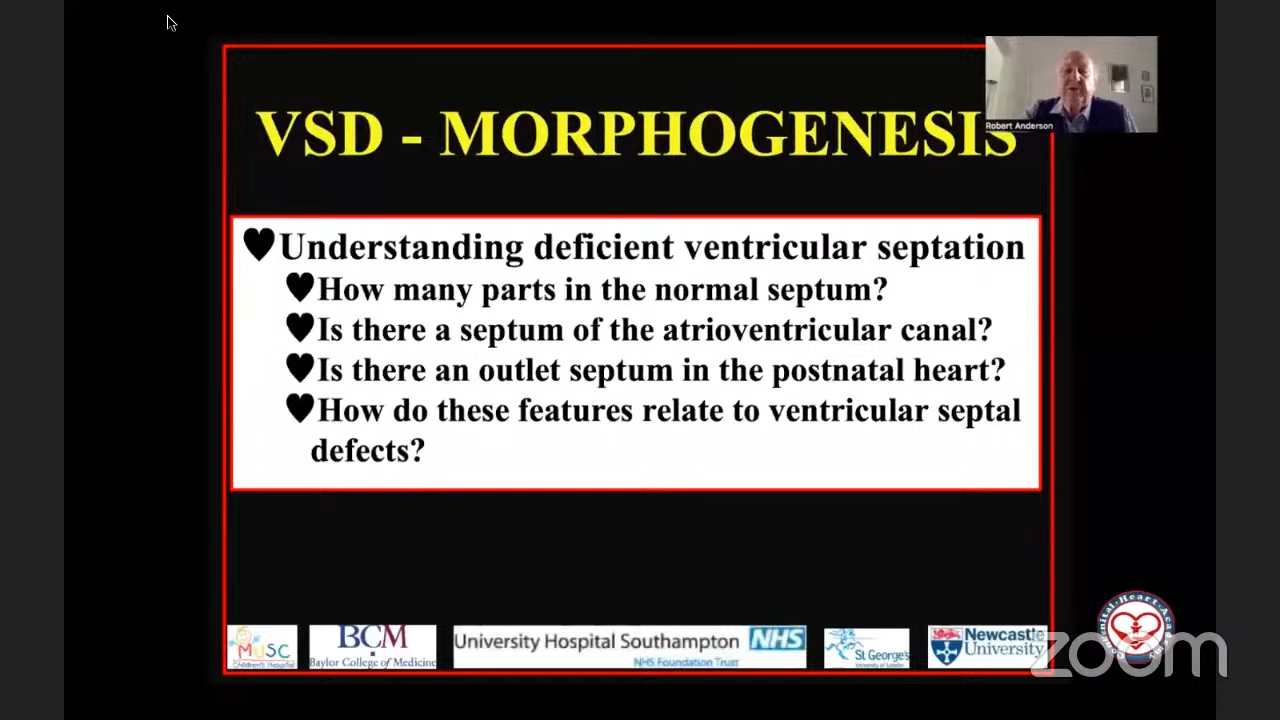 VSD - MORPHOGENESIS
Robert Anderson
♥Understanding deficient ventricular septation
♥How many parts in the normal septum?
♥Is there a septum of the atrioventricular canal?
♥Is there an outlet septum in the postnatal heart?
♥How do these features relate to ventricular septal
defects?
MUSC
Children's Hospital
BCM
Baylor College of Medicine
University Hospital Southampton NHS
NHS Foundation Trust
St George's
University of London
Newcastle
University
Congenital Heart Academy
zoom